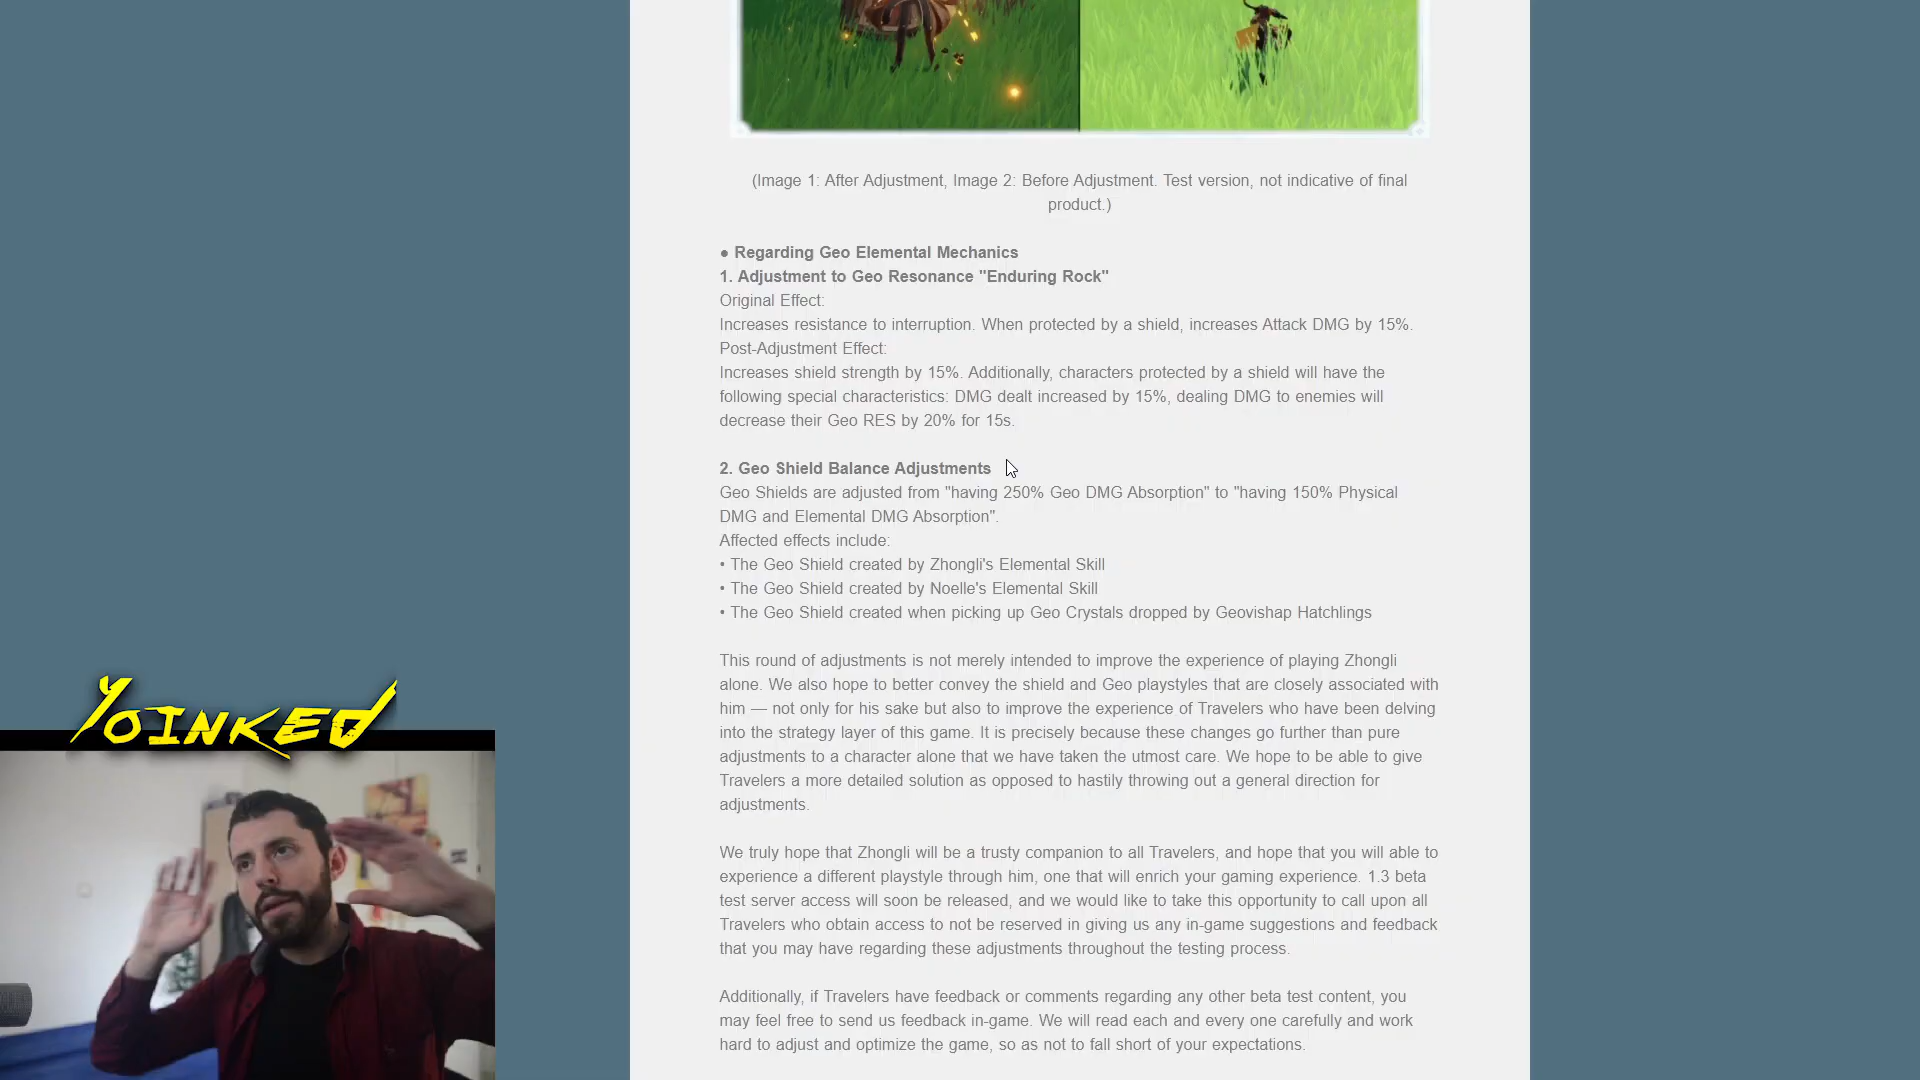 (Image 1: After Adjustment, Image 2: Before Adjustment. Test version, not indicative of final
product.)
● Regarding Geo Elemental Mechanics
1. Adjustment to Geo Resonance "Enduring Rock"
Original Effect:
Increases resistance to interruption. When protected by a shield, increases Attack DMG by 15%.
Post-Adjustment Effect:
Increases shield strength by 15%. Additionally, characters protected by a shield will have the
following special characteristics: DMG dealt increased by 15%, dealing DMG to enemies will
decrease their Geo RES by 20% for 15s.
2. Geo Shield Balance Adjustments
Geo Shields are adjusted from "having 250% Geo DMG Absorption" to "having 150% Physical
DMG and Elemental DMG Absorption".
Affected effects include:
• The Geo Shield created by Zhongli's Elemental Skill
• The Geo Shield created by Noelle's Elemental Skill
• The Geo Shield created when picking up Geo Crystals dropped by Geovishap Hatchlings
This round of adjustments is not merely intended to improve the experience of playing Zhongli
alone. We also hope to better convey the shield and Geo playstyles that are closely associated with
him — not only for his sake but also to improve the experience of Travelers who have been delving
into the strategy layer of this game. It is precisely because these changes go further than pure
adjustments to a character alone that we have taken the utmost care. We hope to be able to give
Travelers a more detailed solution as opposed to hastily throwing out a general direction for
adjustments.
We truly hope that Zhongli will be a trusty companion to all Travelers, and hope that you will able to
experience a different playstyle through him, one that will enrich your gaming experience. 1.3 beta
test server access will soon be released, and we would like to take this opportunity to call upon all
Travelers who obtain access to not be reserved in giving us any in-game suggestions and feedback
that you may have regarding these adjustments throughout the testing process.
Additionally, if Travelers have feedback or comments regarding any other beta test content, you
may feel free to send us feedback in-game. We will read each and every one carefully and work
hard to adjust and optimize the game, so as not to fall short of your expectations.
YOINKED